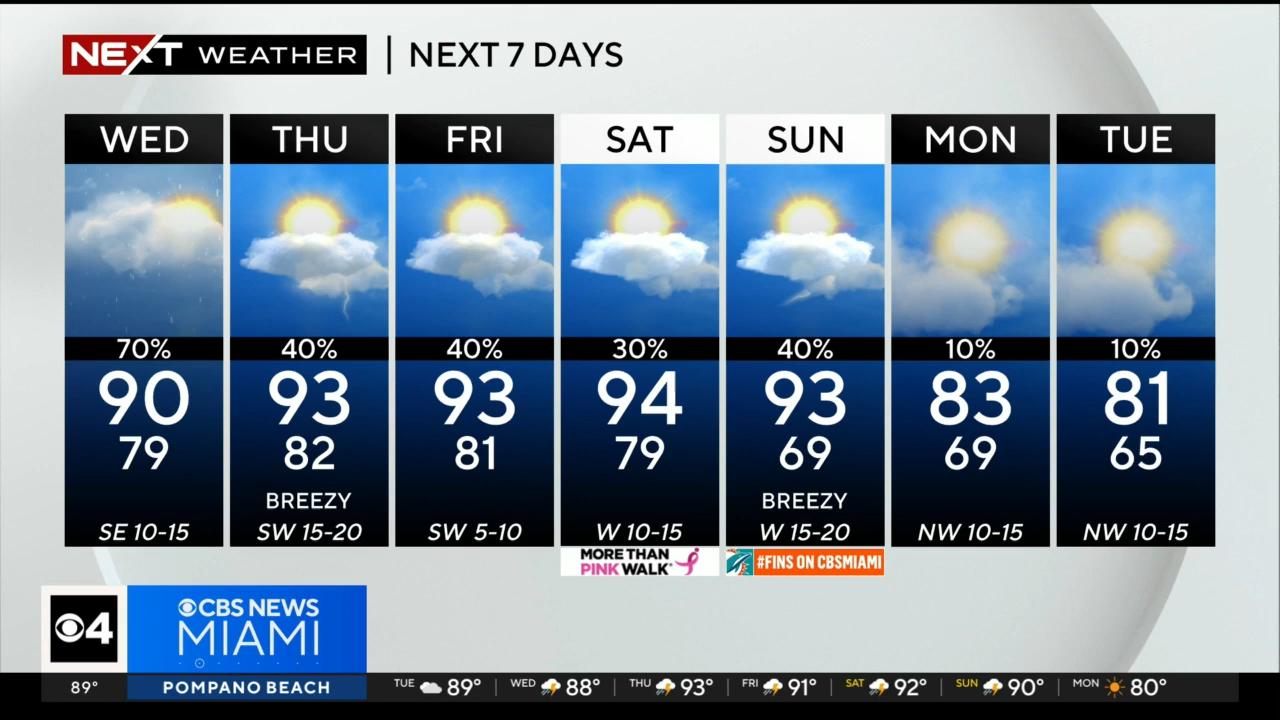 NEXT WEATHER | NEXT 7 DAYS
WED THU FRI SAT SUN MON TUE
70% 40% 40% 30% 40% 10% 10%
90 93 93 94 93 83 81
79 82 81 79 69 69 65
BREEZY BREEZY
SE 10-15 SW 15-20 SW 5-10 W 10-15 W 15-20 NW 10-15 NW 10-15
MORE THAN
PINK WALK
#FINS ON CBSMIAMI
4
CBS NEWS
MIAMI
89° POMPANO BEACH
TUE 89° | WED 88° | THU 93° | FRI 91° | SAT 92° | SUN 90° | MON 80°